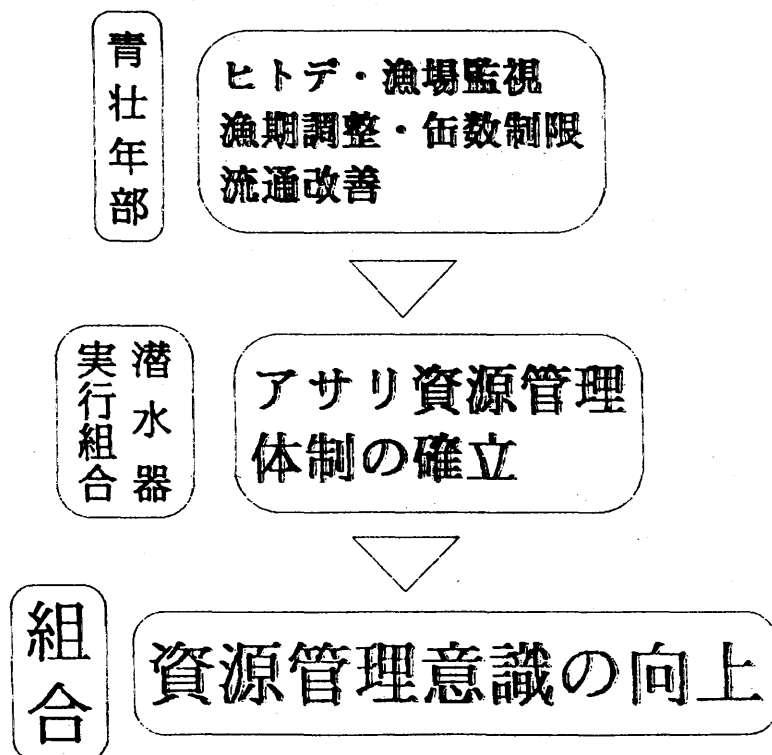 青壮年部
ヒトデ・漁場監視
漁期調整・缶数制限
流通改善
潜水器
実行組合
アサリ資源管理
体制の確立
組合
資源管理意識の向上